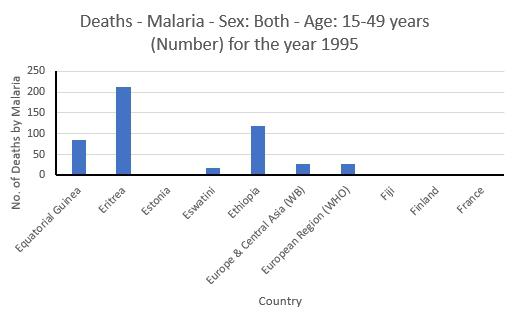 Deaths - Malaria - Sex: Both - Age: 15-49 years
(Number) for the year 1995
No. of Deaths by Malaria
250
200
150
100
50
0
Equatorial Guinea
Eritrea
Estonia
Eswatini
Ethiopia
Europe & Central Asia (WB)
European Region (WHO)
Fiji
Finland
France
Country